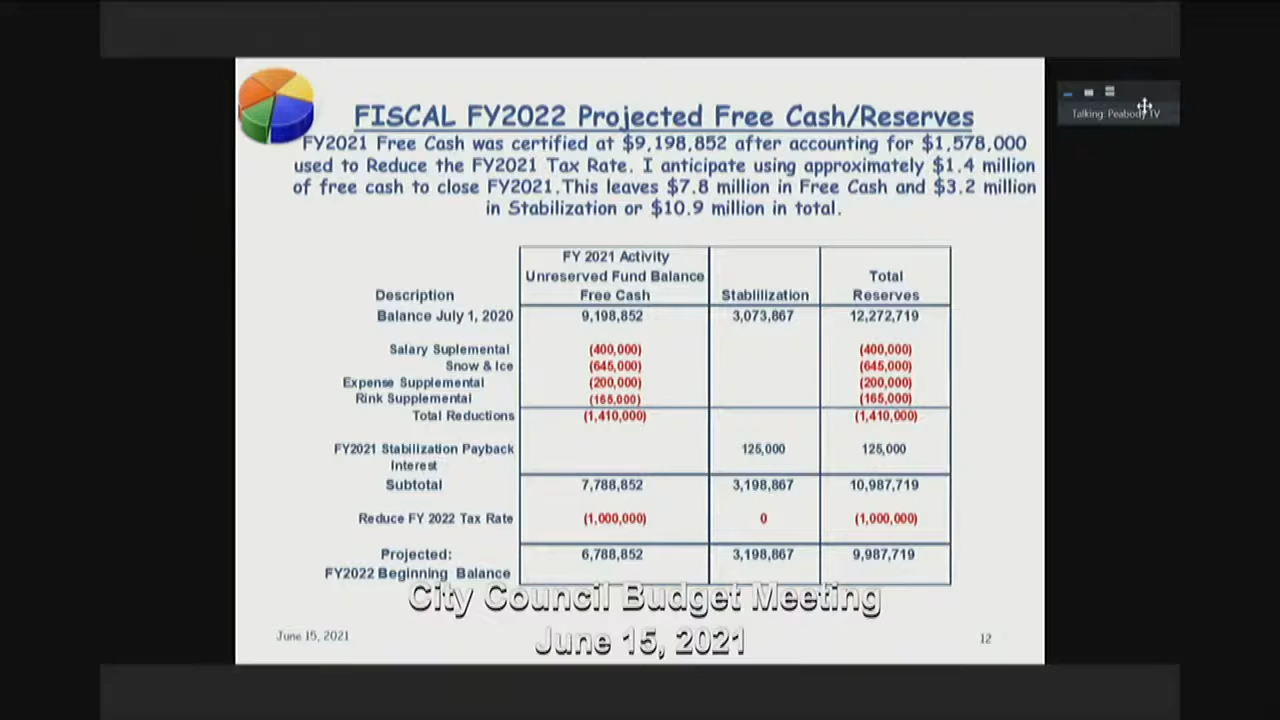 FISCAL FY2022 Projected Free Cash/Reserves
FY2021 Free Cash was certified at $9,198,852 after accounting for $1,578,000
used to Reduce the FY2021 Tax Rate. I anticipate using approximately $1.4 million
of free cash to close FY2021.This leaves $7.8 million in Free Cash and $3.2 million
in Stabilization or $10.9 million in total.
Talking: Peabody TV
FY 2021 Activity
Unreserved Fund Balance Total
Description Free Cash Stablilization Reserves
Balance July 1, 2020 9,198,852 3,073,867 12,272,719
Salary Suplemental (400,000) (400,000)
Snow & Ice (645,000) (645,000)
Expense Supplemental (200,000) (200,000)
Rink Supplemental (165,000) (165,000)
Total Reductions (1,410,000) (1,410,000)
FY2021 Stabilization Payback 125,000 125,000
Interest
Subtotal 7,788,852 3,198,867 10,987,719
Reduce FY 2022 Tax Rate (1,000,000) 0 (1,000,000)
Projected: 6,788,852 3,198,867 9,987,719
FY2022 Beginning Balance
City Council Budget Meeting
June 15, 2021
June 15, 2021 12